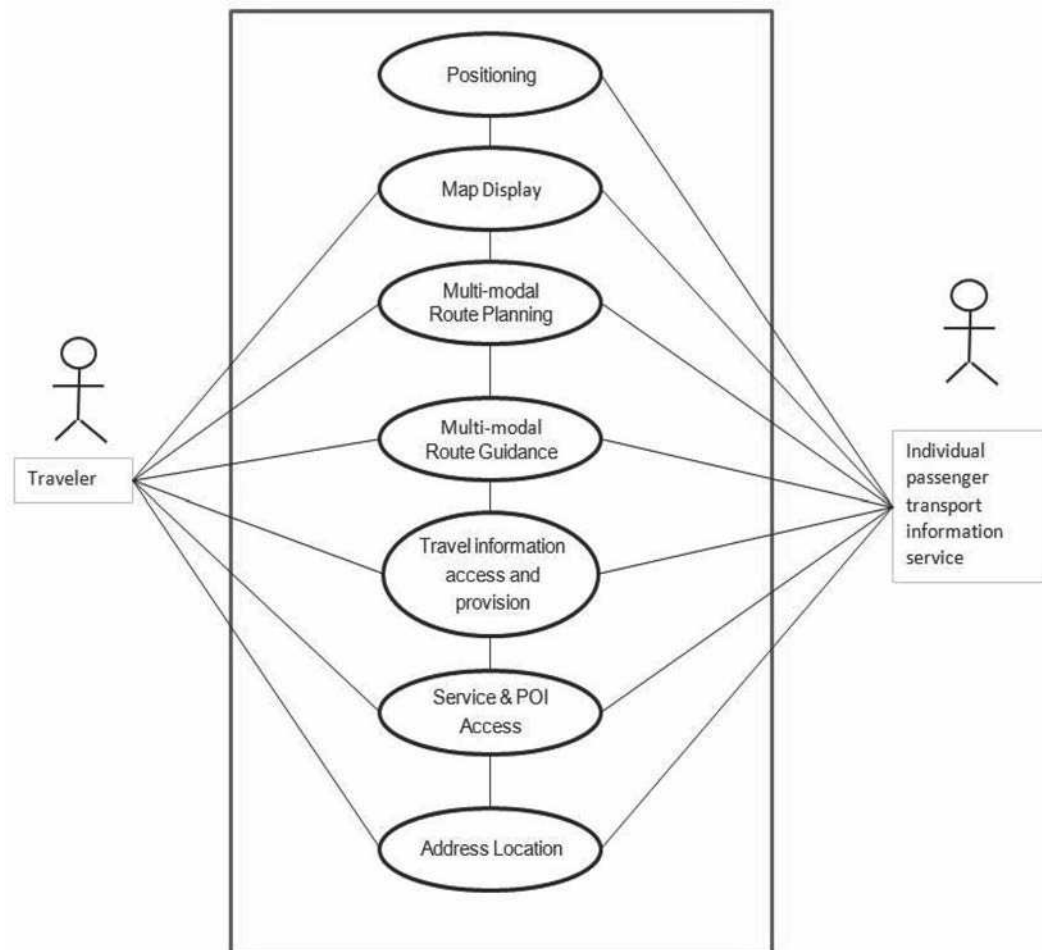 Positioning
Map Display
Multi-modal
Route Planning
Multi-modal
Route Guidance
Travel information
access and
provision
Service & POI
Access
Address Location
Traveler
Individual
passenger
transport
information
service